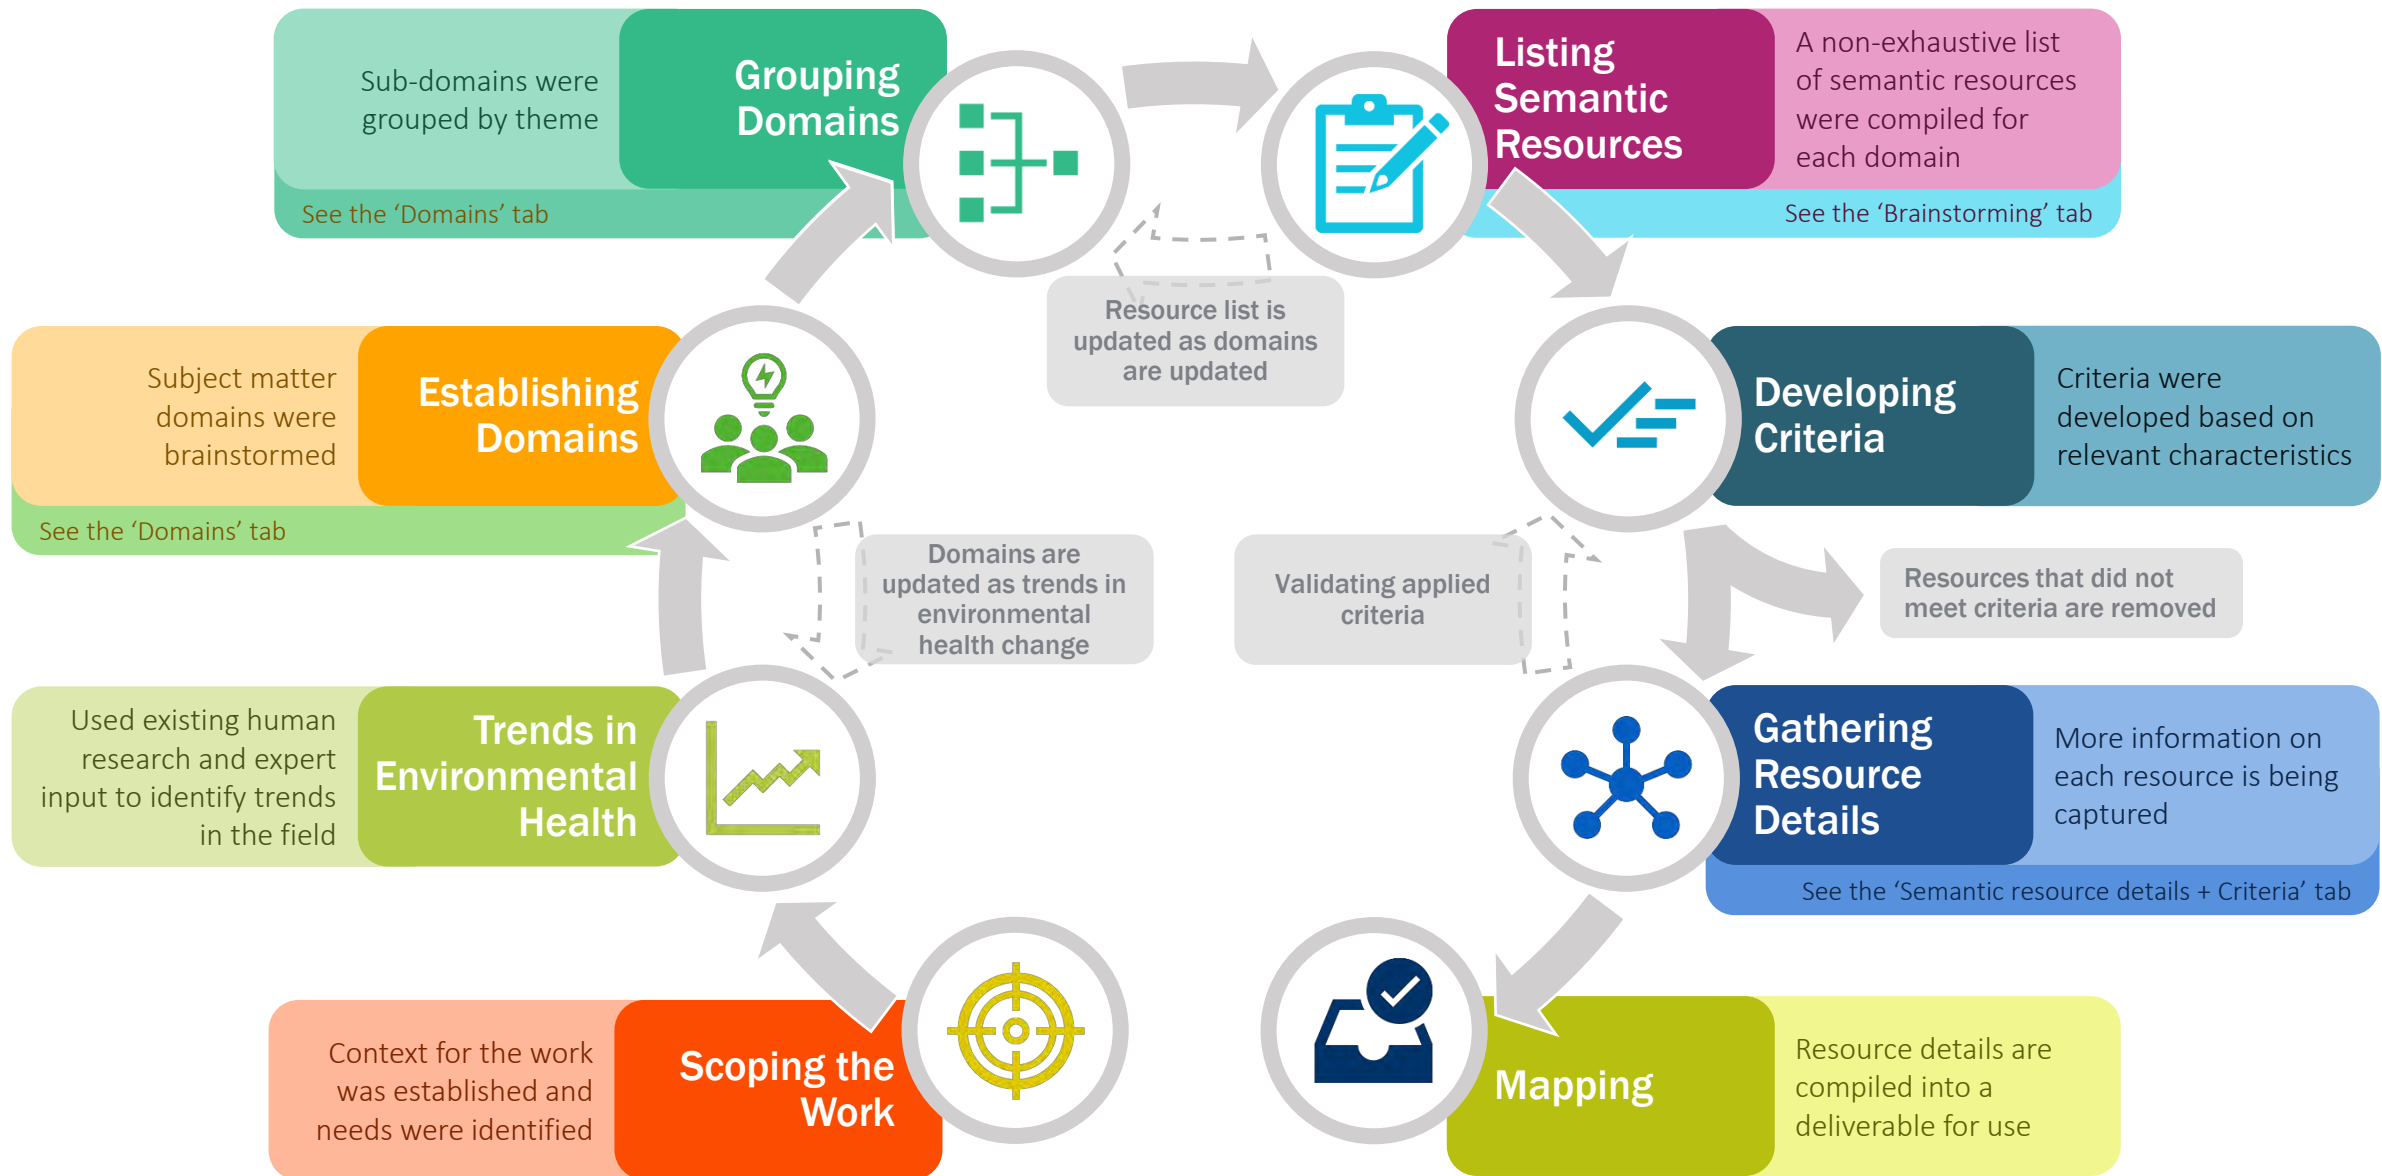 Sub-domains were
grouped by theme
Grouping
Domains
See the ‘Domains’ tab
Listing
Semantic
Resources
A non-exhaustive list
of semantic resources
were compiled for
each domain
See the ‘Brainstorming’ tab
Resource list is
updated as domains
are updated
Subject matter
domains were
brainstormed
Establishing
Domains
See the ‘Domains’ tab
Developing
Criteria
Criteria were
developed based on
relevant characteristics
Domains are
updated as trends in
environmental
health change
Validating applied
criteria
Resources that did not
meet criteria are removed
Used existing human
research and expert
input to identify trends
in the field
Trends in
Environmental
Health
Gathering
Resource
Details
More information on
each resource is being
captured
See the ‘Semantic resource details + Criteria’ tab
Context for the work
was established and
needs were identified
Scoping the
Work
Mapping
Resource details are
compiled into a
deliverable for use